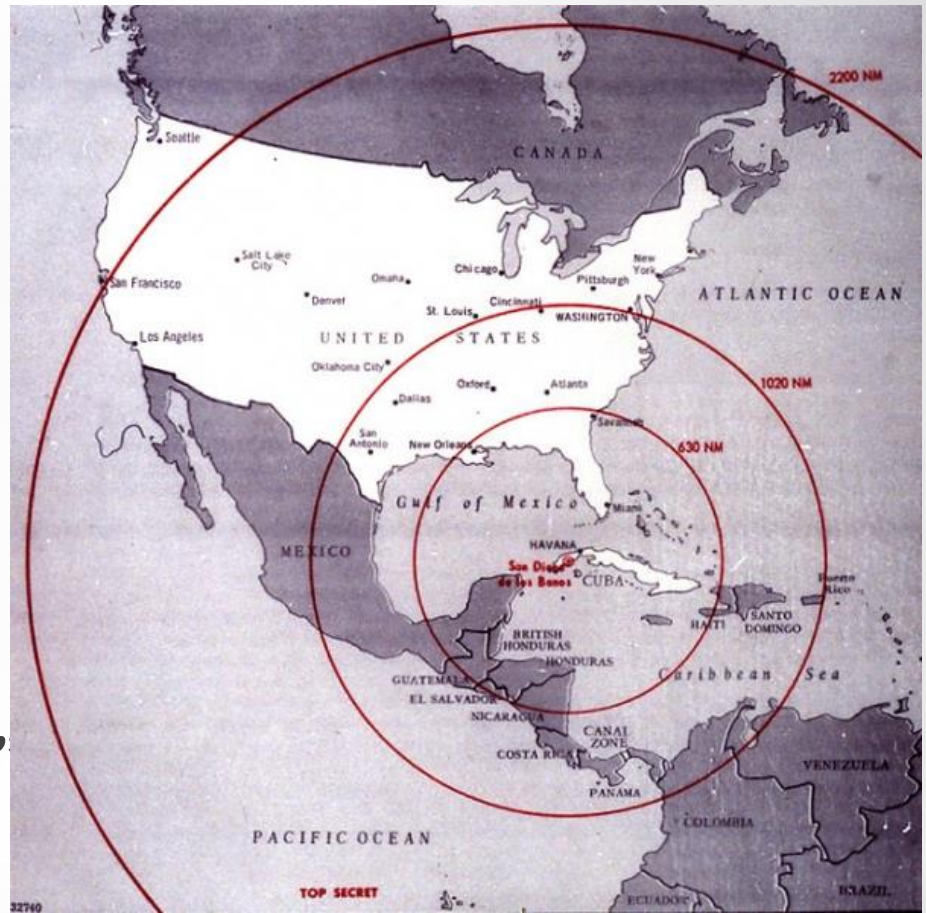 2200 NM
Seattle
CANADA
Salt Lake
City
Omaha
Chicago
New
York
Pittsburgh
San Francisco
Denver
Cincinnati
ATLANTIC OCEAN
St. Louis
WASHINGTON
Los Angeles
UNITED STATES
Oklahoma City
1020 NM
Oxford
Atlanta
Dallas
Savannah
San
Antonio
New Orleans
630 NM
Gulf of Mexico
Miami
MEXICO
HAVANA
San Diego
de los Banos
CUBA
Puerto
Rico
HAITI
SANTO
DOMINGO
BRITISH
HONDURAS
HONDURAS
GUATEMALA
Caribbean Sea
EL SALVADOR
NICARAGUA
CANAL
ZONE
COSTA RICA
VENEZUELA
,
PANAMA
COLOMBIA
PACIFIC OCEAN
TOP SECRET
BRAZIL
ECUADOR
32740